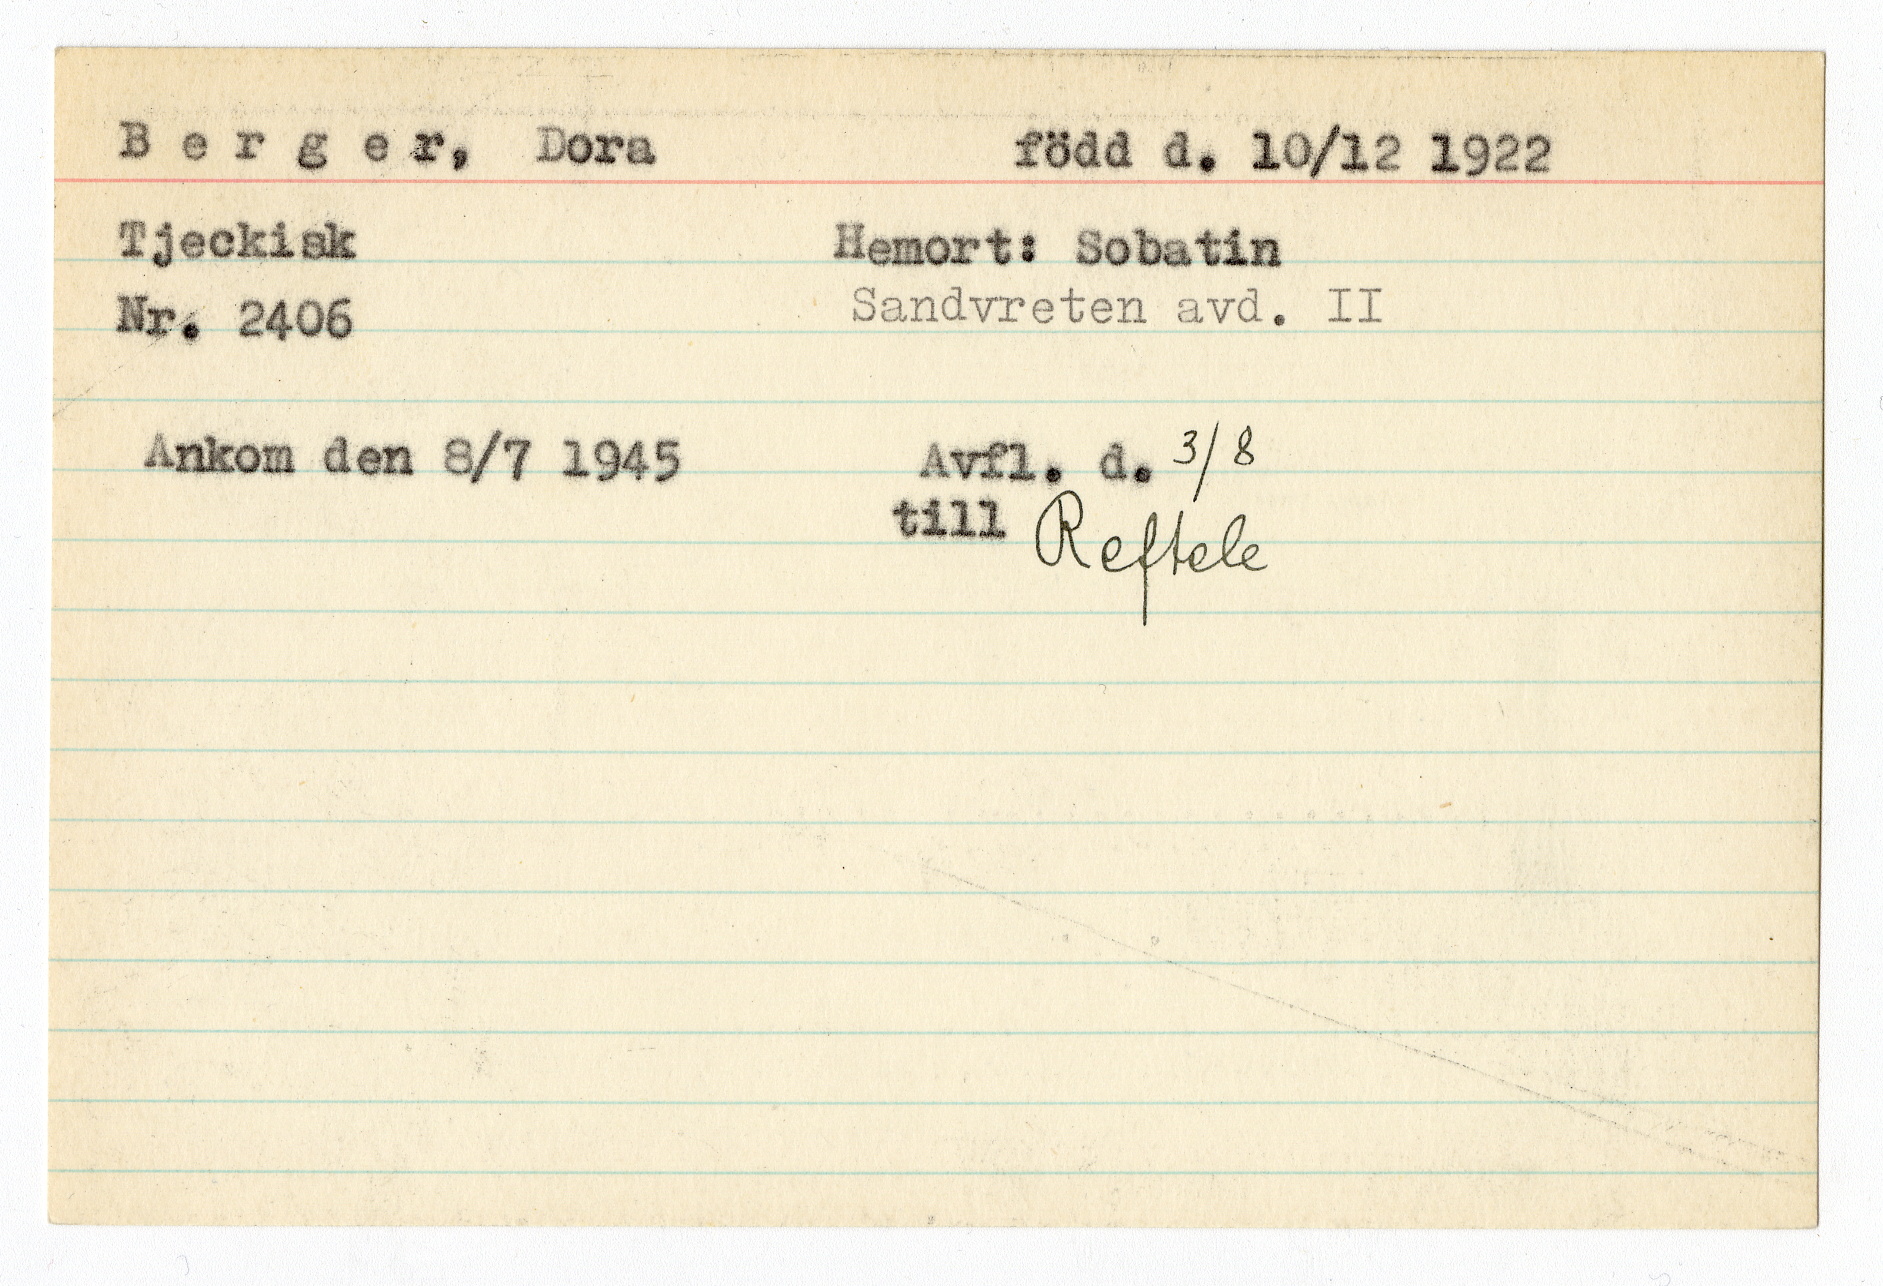 B e r g e r, Dora född d. 10/12 1922
Tjeckisk Hemort: Sobatin
Nr. 2406 Sandvreten avd. II
Ankom den 8/7 1945 Avfl. d. 3/8
till Reftele